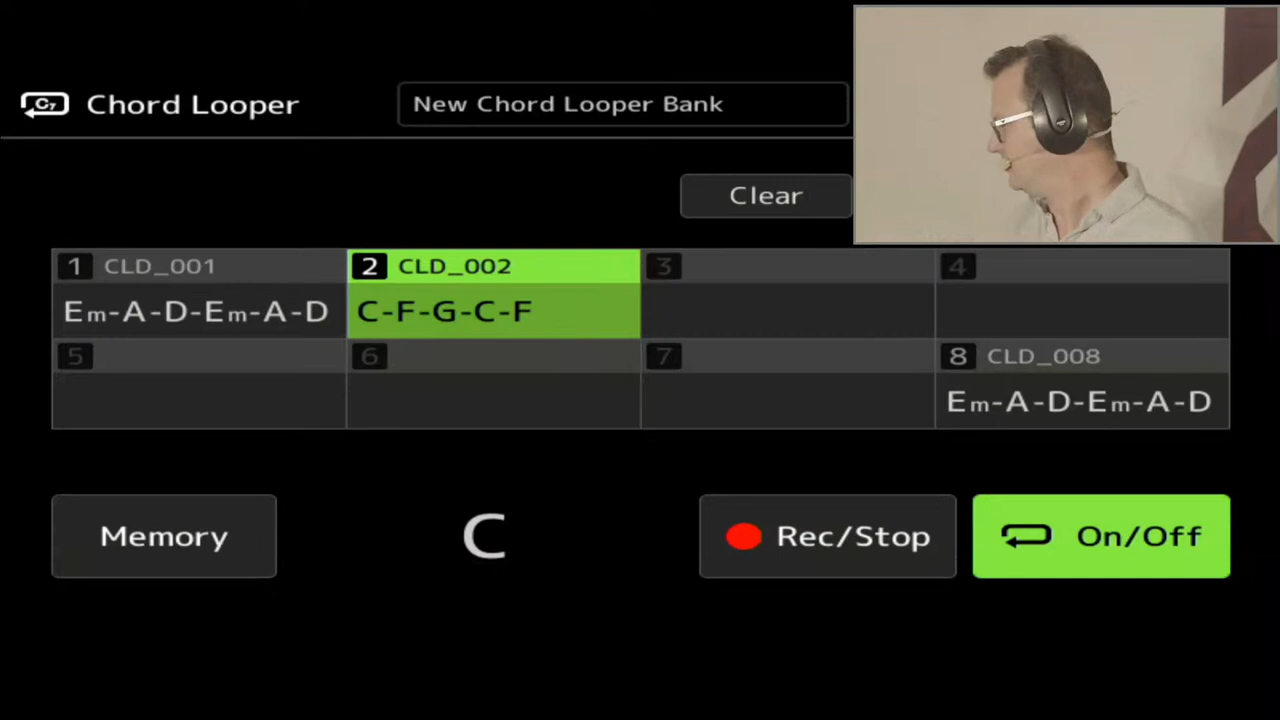 C7 Chord Looper New Chord Looper Bank
Clear
1 CLD_001 2 CLD_002 3 4
Em-A-D-Em-A-D C-F-G-C-F
5 6 7 8 CLD_008
Em-A-D-Em-A-D
Memory C Rec/Stop On/Off